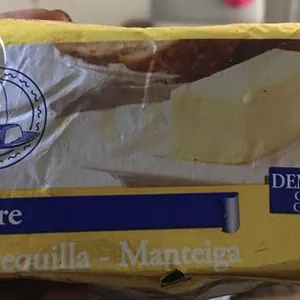 re
equilla - Manteiga
DEM